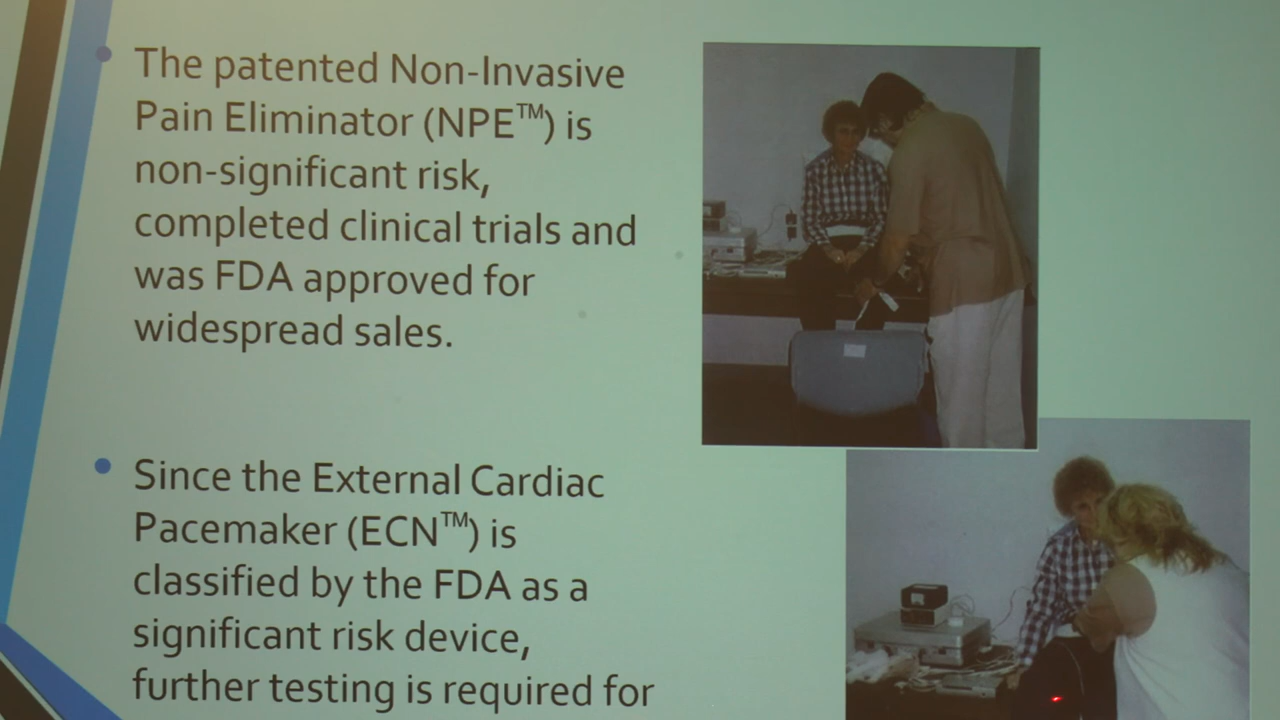 The patented Non-Invasive
Pain Eliminator (NPE™) is
non-significant risk,
completed clinical trials and
was FDA approved for
widespread sales.
Since the External Cardiac
Pacemaker (ECN™) is
classified by the FDA as a
significant risk device,
further testing is required for